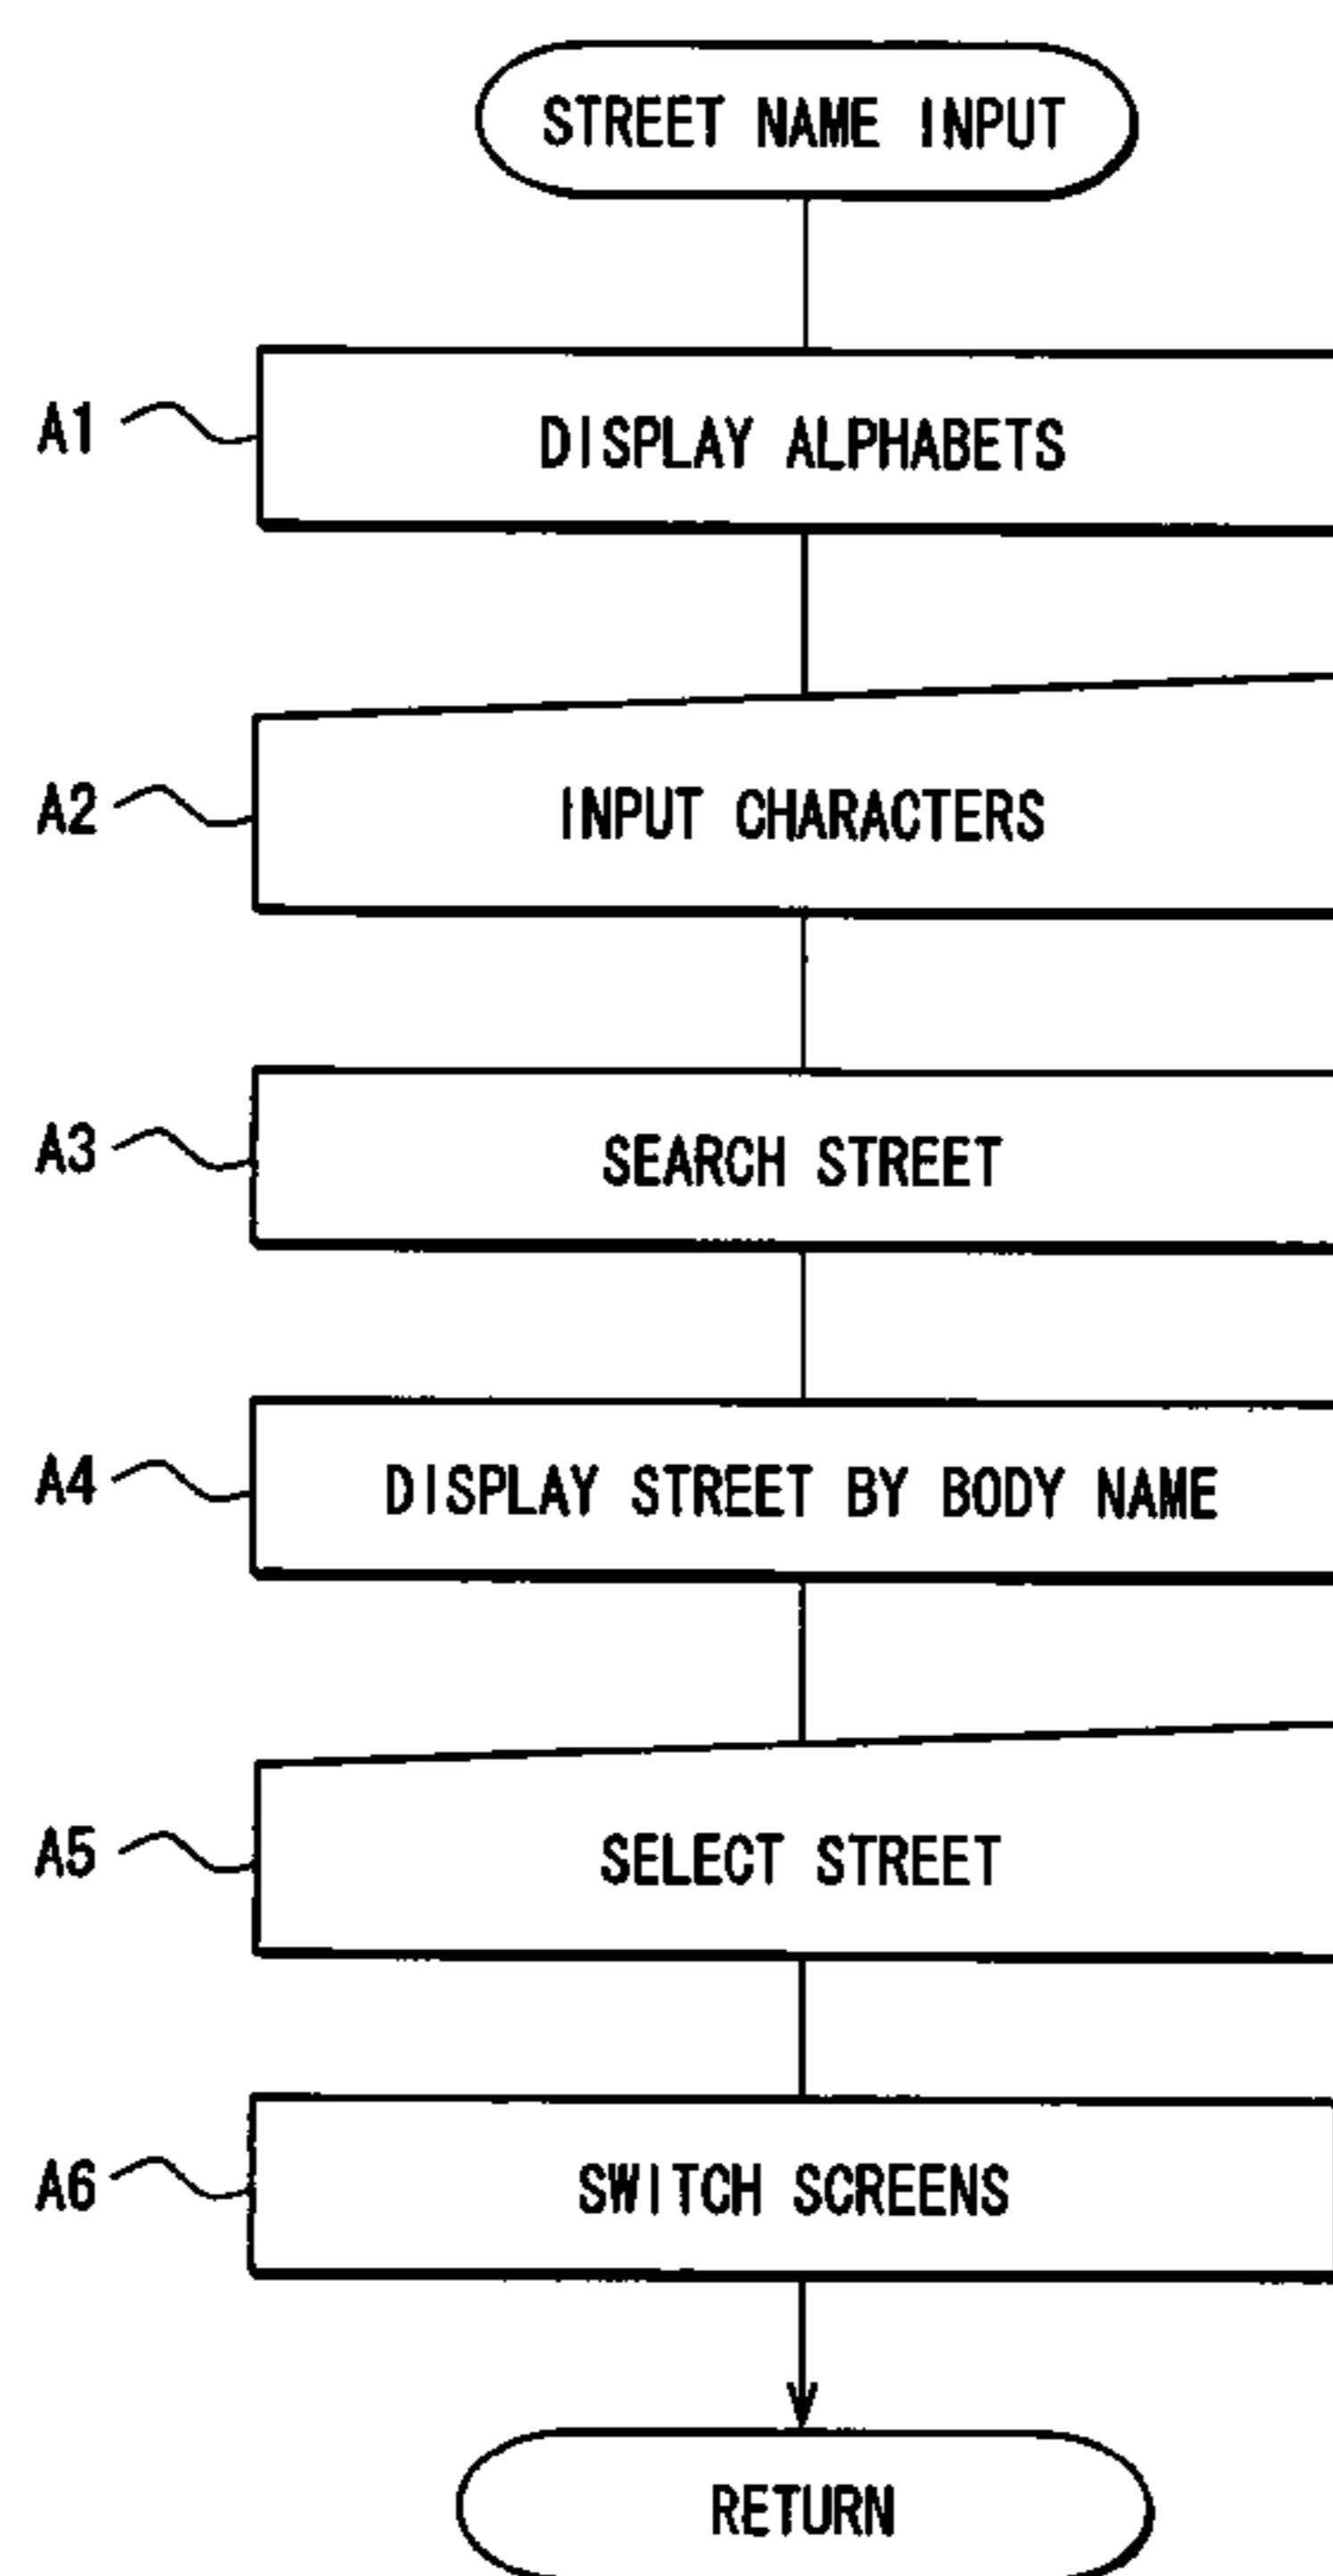 STREET NAME INPUT
A1 DISPLAY ALPHABETS
A2 INPUT CHARACTERS
A3 SEARCH STREET
A4 DISPLAY STREET BY BODY NAME
A5 SELECT STREET
A6 SWITCH SCREENS
RETURN